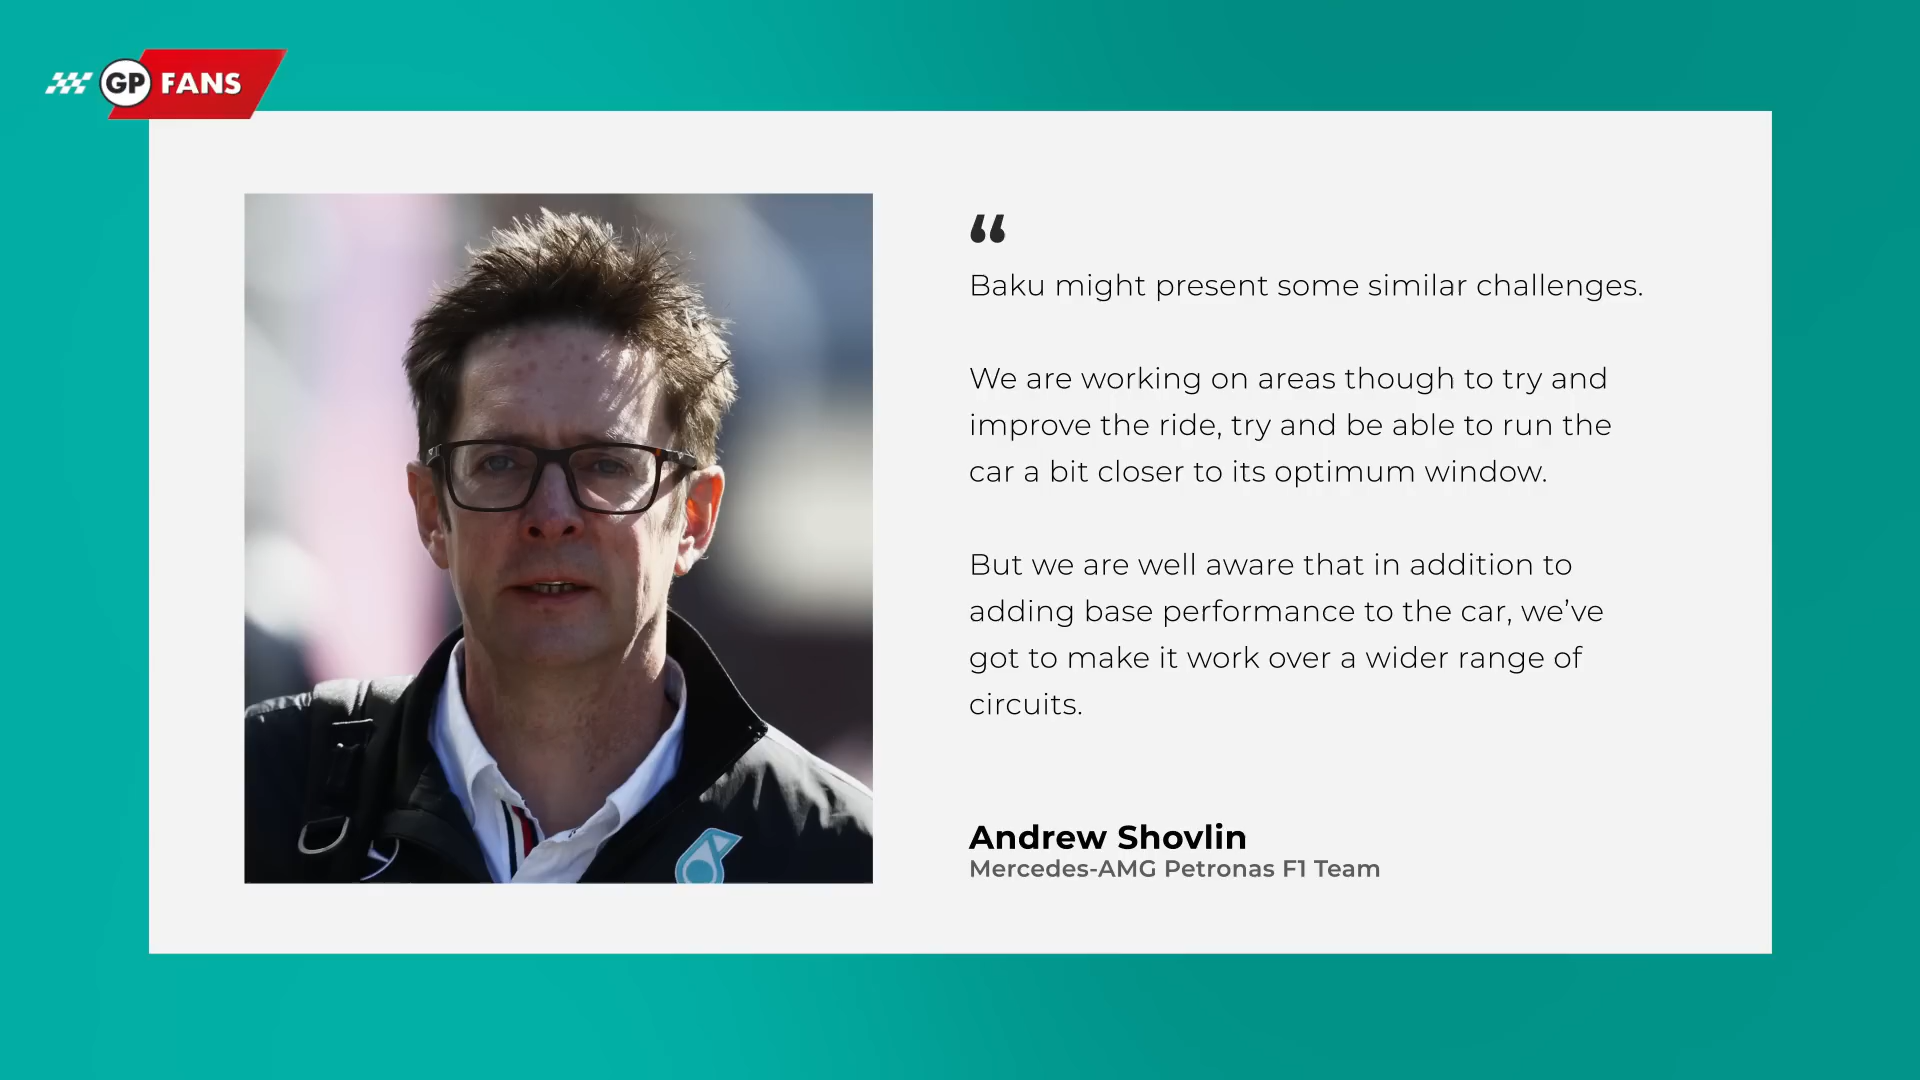 GP FANS
“
Baku might present some similar challenges.
We are working on areas though to try and
improve the ride, try and be able to run the
car a bit closer to its optimum window.
But we are well aware that in addition to
adding base performance to the car, we’ve
got to make it work over a wider range of
circuits.
Andrew Shovlin
Mercedes-AMG Petronas F1 Team